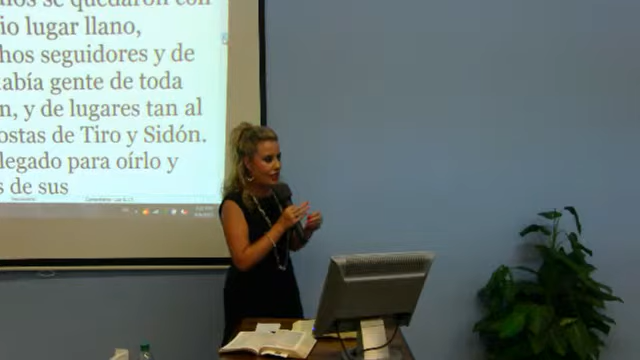 se quedaron con
lugar llano,
hos seguidores y de
abía gente de toda
n, y de lugares tan al
ostas de Tiro y Sidón.
legado para oírlo y
s de sus